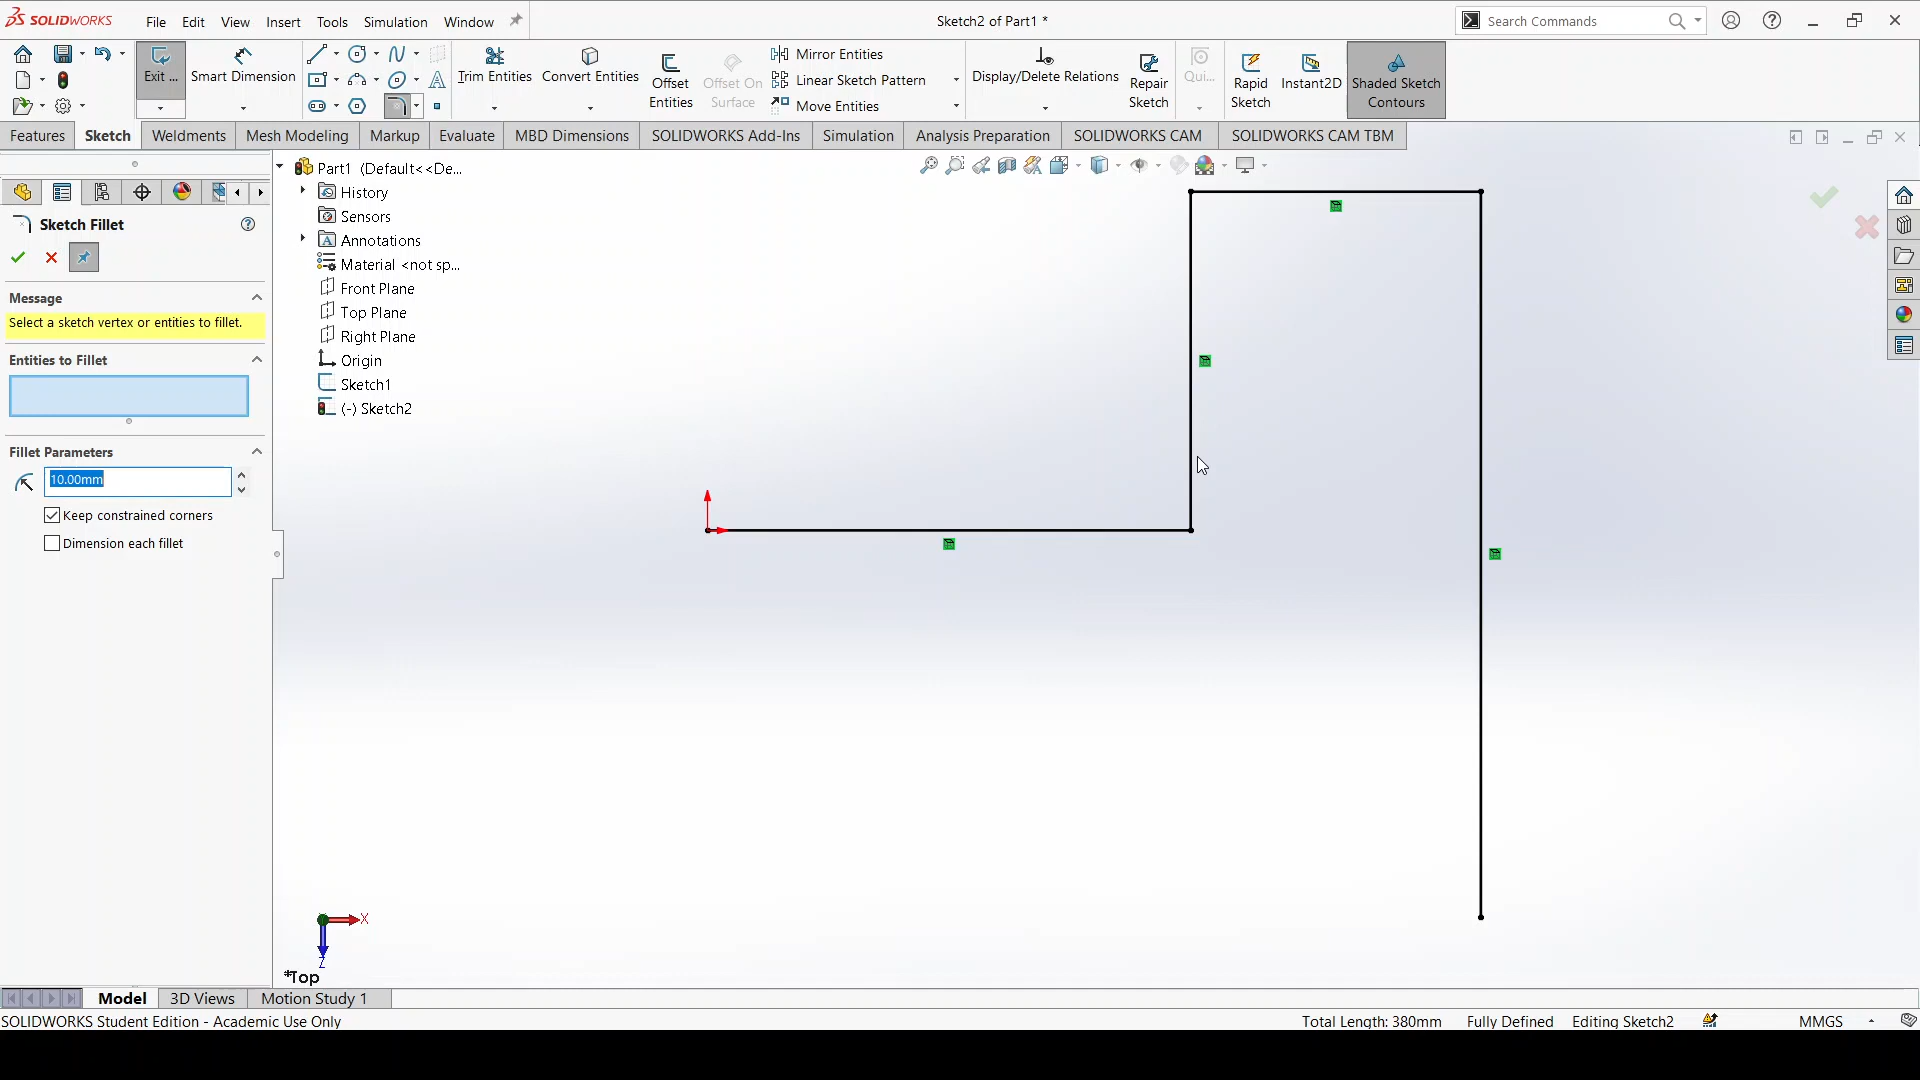 SOLIDWORKS File Edit View Insert Tools Simulation Window Sketch2 of Part1 * Search Commands
Exit ... Smart Dimension Trim Entities Convert Entities Offset Entities Offset On Surface Mirror Entities Linear Sketch Pattern Move Entities Display/Delete Relations Repair Sketch Qui... Rapid Sketch Instant2D Shaded Sketch Contours
Features Sketch Weldments Mesh Modeling Markup Evaluate MBD Dimensions SOLIDWORKS Add-Ins Simulation Analysis Preparation SOLIDWORKS CAM SOLIDWORKS CAM TBM
Sketch Fillet
Message
Select a sketch vertex or entities to fillet.
Entities to Fillet
Fillet Parameters
10.00mm
Keep constrained corners
Dimension each fillet
Part1 (Default<<De...
History
Sensors
Annotations
Material <not sp...
Front Plane
Top Plane
Right Plane
Origin
Sketch1
(-) Sketch2
X
Z
*Top
Model 3D Views Motion Study 1
SOLIDWORKS Student Edition - Academic Use Only Total Length: 380mm Fully Defined Editing Sketch2 MMGS